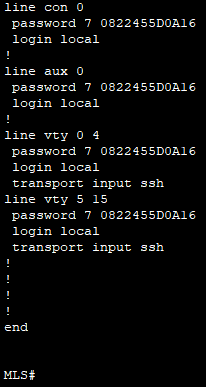 line con 0
 password 7 0822455D0A16
 login local
!
line aux 0
 password 7 0822455D0A16
 login local
!
line vty 0 4
 password 7 0822455D0A16
 login local
 transport input ssh
line vty 5 15
 password 7 0822455D0A16
 login local
 transport input ssh
!
!
!
!
end
MLS#